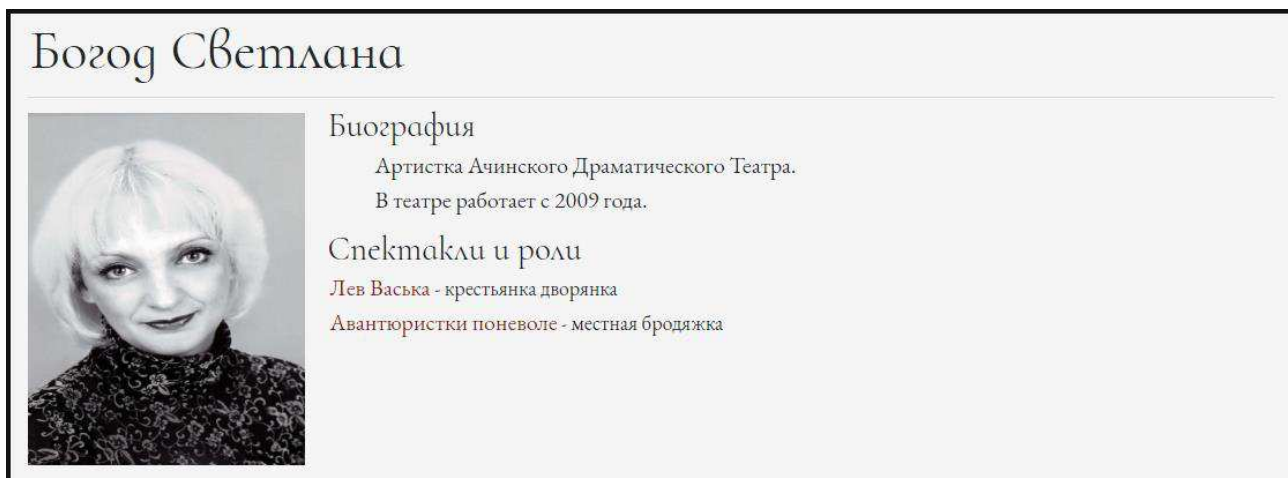 Богод Светлана
Биография
Артистка Ачинского Драматического Театра.
В театре работает с 2009 года.
Спектакли и роли
Лев Васька - крестьянка дворянка
Авантюристки поневоле - местная бродяжка